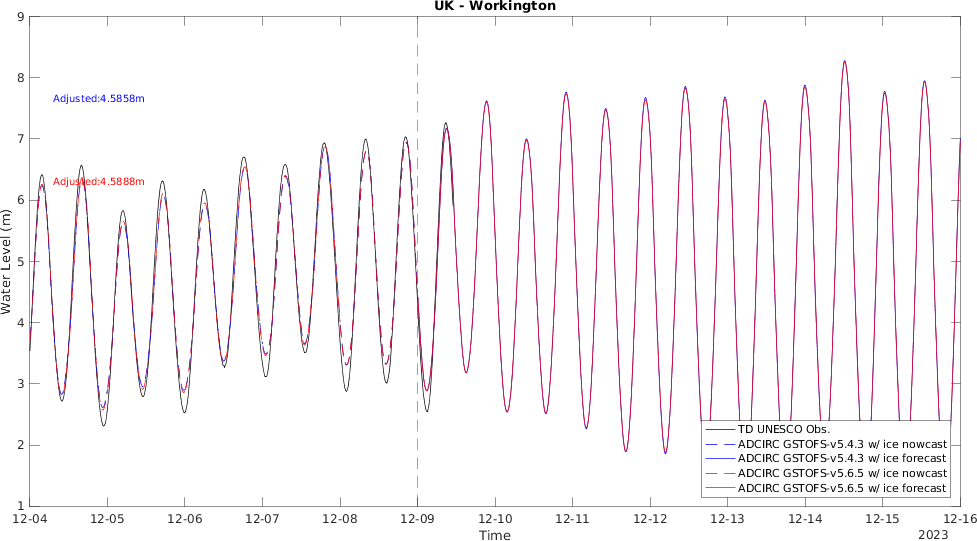 UK - Workington
9
8
7
6
5
4
3
2
1
Water Level (m)
Adjusted:4.5858m
Adjusted:4.5888m
TD UNESCO Obs.
ADCIRC GSTOFS-v5.4.3 w/ ice nowcast
ADCIRC GSTOFS-v5.4.3 w/ ice forecast
ADCIRC GSTOFS-v5.6.5 w/ ice nowcast
ADCIRC GSTOFS-v5.6.5 w/ ice forecast
12-04 12-05 12-06 12-07 12-08 12-09 12-10 12-11 12-12 12-13 12-14 12-15 12-16
Time
2023